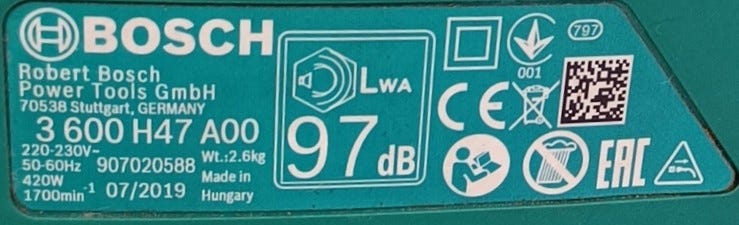 BOSCH
Robert Bosch
Power Tools GmbH
70538 Stuttgart, GERMANY
3 600 H47 A00
220-230V~
50-60Hz 907020588 Wt.:2.6kg
420W Made in
1700min⁻¹ 07/2019 Hungary
LWA
97 dB
797
001
CE
EAC